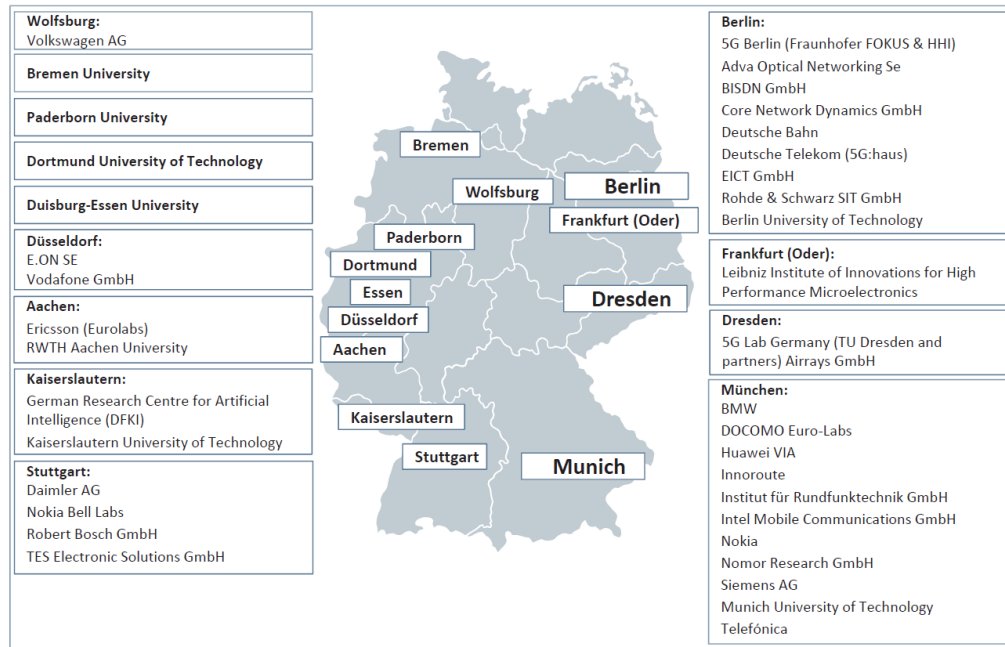 Wolfsburg:
Volkswagen AG
Bremen University
Paderborn University
Dortmund University of Technology
Duisburg-Essen University
Düsseldorf:
E.ON SE
Vodafone GmbH
Aachen:
Ericsson (Eurolabs)
RWTH Aachen University
Kaiserslautern:
German Research Centre for Artificial
Intelligence (DFKI)
Kaiserslautern University of Technology
Stuttgart:
Daimler AG
Nokia Bell Labs
Robert Bosch GmbH
TES Electronic Solutions GmbH
Bremen
Wolfsburg
Berlin
Frankfurt (Oder)
Paderborn
Dortmund
Essen
Dresden
Düsseldorf
Aachen
Kaiserslautern
Stuttgart
Munich
Berlin:
5G Berlin (Fraunhofer FOKUS & HHI)
Adva Optical Networking Se
BISDN GmbH
Core Network Dynamics GmbH
Deutsche Bahn
Deutsche Telekom (5G:haus)
EICT GmbH
Rohde & Schwarz SIT GmbH
Berlin University of Technology
Frankfurt (Oder):
Leibniz Institute of Innovations for High
Performance Microelectronics
Dresden:
5G Lab Germany (TU Dresden and
partners) Airrays GmbH
München:
BMW
DOCOMO Euro-Labs
Huawei VIA
Innoroute
Institut für Rundfunktechnik GmbH
Intel Mobile Communications GmbH
Nokia
Nomor Research GmbH
Siemens AG
Munich University of Technology
Telefónica